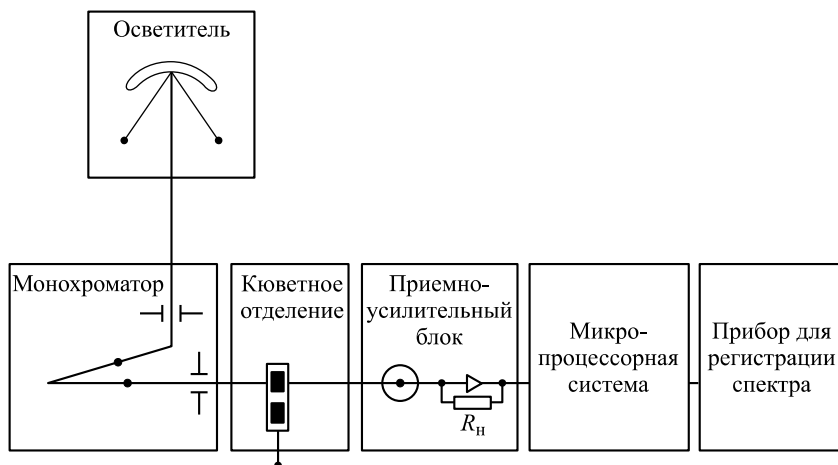 Осветитель
Монохроматор
Кюветное
отделение
Приемно-
усилительный
блок
Rн
Микро-
процессорная
система
Прибор для
регистрации
спектра